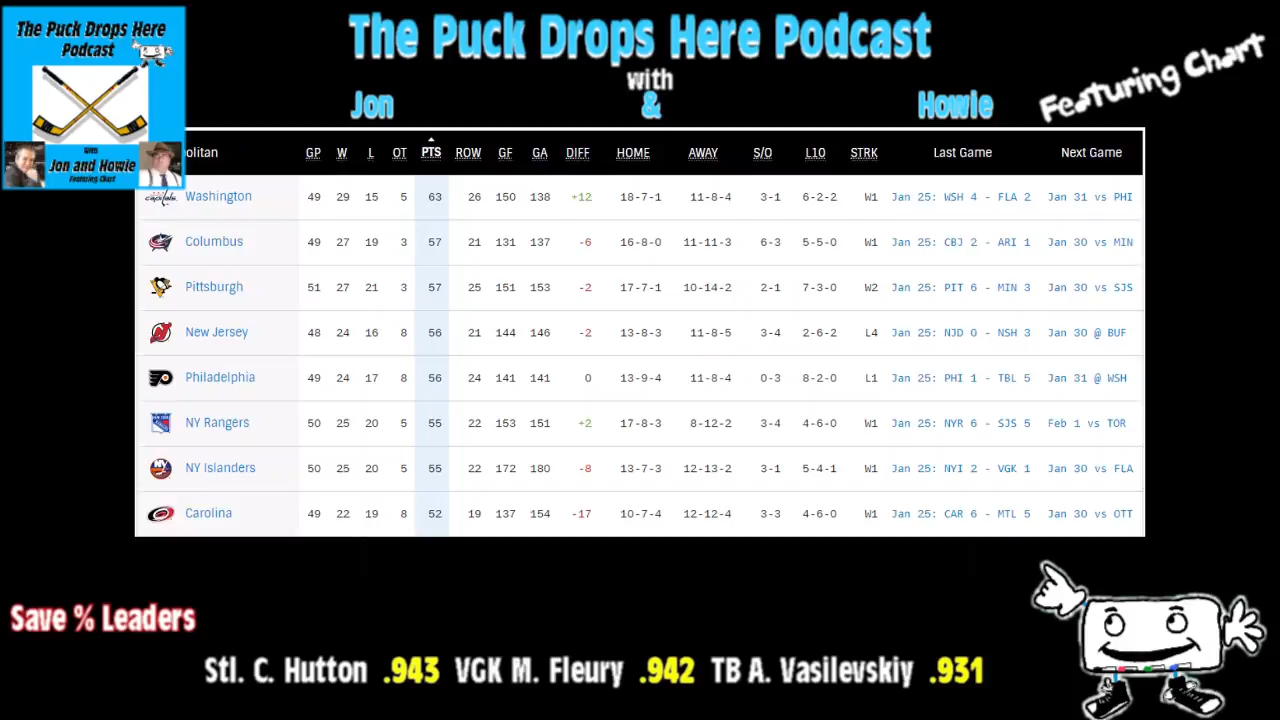 The Puck Drops Here
Podcast
with
Jon and Howie
Featuring Chart
The Puck Drops Here Podcast
with
Jon & Howie
Featuring Chart
olitan GP W L OT PTS ROW GF GA DIFF HOME AWAY S/O L10 STRK Last Game Next Game
capitals Washington 49 29 15 5 63 26 150 138 +12 18-7-1 11-8-4 3-1 6-2-2 W1 Jan 25: WSH 4 - FLA 2 Jan 31 vs PHI
Columbus 49 27 19 3 57 21 131 137 -6 16-8-0 11-11-3 6-3 5-5-0 W1 Jan 25: CBJ 2 - ARI 1 Jan 30 vs MIN
Pittsburgh 51 27 21 3 57 25 151 153 -2 17-7-1 10-14-2 2-1 7-3-0 W2 Jan 25: PIT 6 - MIN 3 Jan 30 vs SJS
New Jersey 48 24 16 8 56 21 144 146 -2 13-8-3 11-8-5 3-4 2-6-2 L4 Jan 25: NJD 0 - NSH 3 Jan 30 @ BUF
Philadelphia 49 24 17 8 56 24 141 141 0 13-9-4 11-8-4 0-3 8-2-0 L1 Jan 25: PHI 1 - TBL 5 Jan 31 @ WSH
NY Rangers 50 25 20 5 55 22 153 151 +2 17-8-3 8-12-2 3-4 4-6-0 W1 Jan 25: NYR 6 - SJS 5 Feb 1 vs TOR
NY Islanders 50 25 20 5 55 22 172 180 -8 13-7-3 12-13-2 3-1 5-4-1 W1 Jan 25: NYI 2 - VGK 1 Jan 30 vs FLA
Carolina 49 22 19 8 52 19 137 154 -17 10-7-4 12-12-4 3-3 4-6-0 W1 Jan 25: CAR 6 - MTL 5 Jan 30 vs OTT
Save % Leaders
Stl. C. Hutton .943 VGK M. Fleury .942 TB A. Vasilevskiy .931